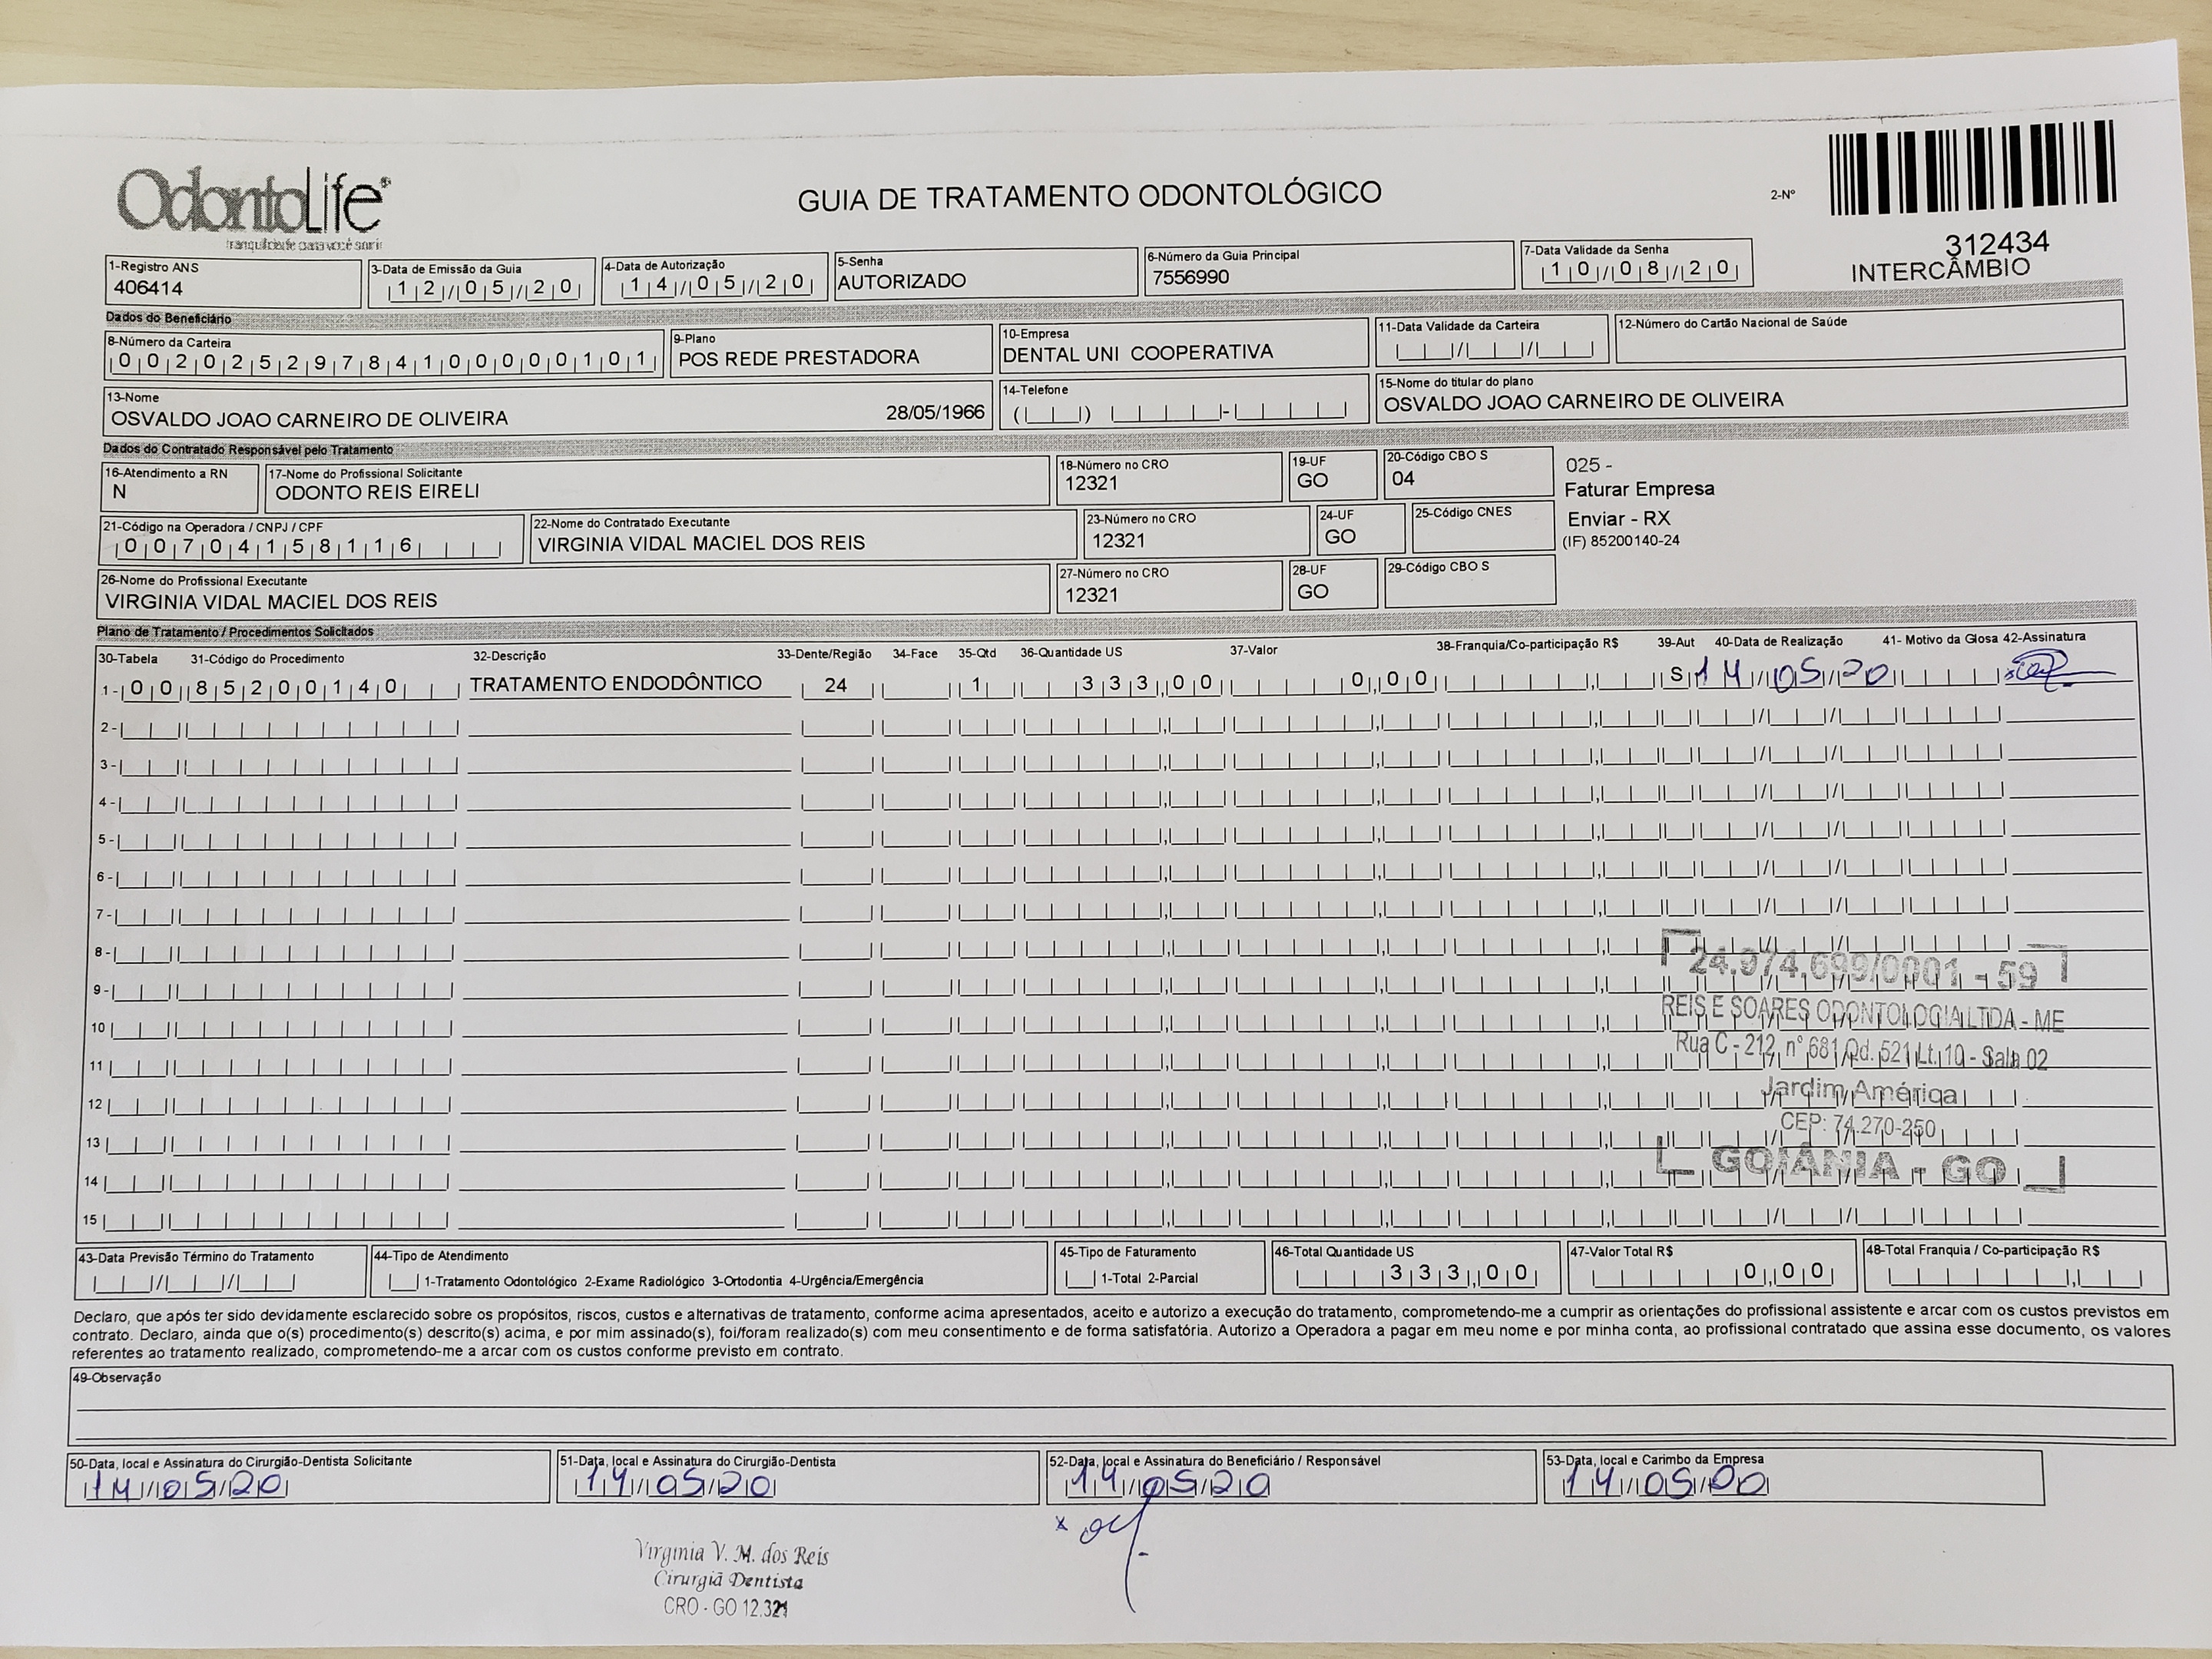 OdontoLife
tranquilidade para você sorrir
GUIA DE TRATAMENTO ODONTOLÓGICO
2-Nº
312434
INTERCÂMBIO
1-Registro ANS
406414
3-Data de Emissão da Guia
12/05/20
4-Data de Autorização
14/05/20
5-Senha
AUTORIZADO
6-Número da Guia Principal
7556990
7-Data Validade da Senha
10/08/20
Dados do Beneficiário
8-Número da Carteira
00202529784100000101
9-Plano
POS REDE PRESTADORA
10-Empresa
DENTAL UNI COOPERATIVA
11-Data Validade da Carteira
12-Número do Cartão Nacional de Saúde
13-Nome
OSVALDO JOAO CARNEIRO DE OLIVEIRA 28/05/1966
14-Telefone
15-Nome do titular do plano
OSVALDO JOAO CARNEIRO DE OLIVEIRA
Dados do Contratado Responsável pelo Tratamento
16-Atendimento a RN
N
17-Nome do Profissional Solicitante
ODONTO REIS EIRELI
18-Número no CRO
12321
19-UF
GO
20-Código CBO S
04
025 -
Faturar Empresa
Enviar - RX
(IF) 85200140-24
21-Código na Operadora / CNPJ / CPF
00704158116
22-Nome do Contratado Executante
VIRGINIA VIDAL MACIEL DOS REIS
23-Número no CRO
12321
24-UF
GO
25-Código CNES
26-Nome do Profissional Executante
VIRGINIA VIDAL MACIEL DOS REIS
27-Número no CRO
12321
28-UF
GO
29-Código CBO S
Plano de Tratamento / Procedimentos Solicitados
30-Tabela 31-Código do Procedimento 32-Descrição 33-Dente/Região 34-Face 35-Qtd 36-Quantidade US 37-Valor 38-Franquia/Co-participação R$ 39-Aut 40-Data de Realização 41- Motivo da Glosa 42-Assinatura
1- 00 85200140 TRATAMENTO ENDODÔNTICO 24 1 333,00 0,00 S 14/05/20
2-
3-
4-
5-
6-
7-
8-
9-
10
11
12
13
14
15
24.974.699/0001 - 59
REIS E SOARES ODONTOLOGIA LTDA - ME
Rua C - 212, nº 681 Qd. 521 Lt. 10 - Sala 02
Jardim América
CEP: 74.270-250
GOIÂNIA - GO
43-Data Previsão Término do Tratamento
44-Tipo de Atendimento
1-Tratamento Odontológico 2-Exame Radiológico 3-Ortodontia 4-Urgência/Emergência
45-Tipo de Faturamento
1-Total 2-Parcial
46-Total Quantidade US
333,00
47-Valor Total R$
0,00
48-Total Franquia / Co-participação R$
Declaro, que após ter sido devidamente esclarecido sobre os propósitos, riscos, custos e alternativas de tratamento, conforme acima apresentados, aceito e autorizo a execução do tratamento, comprometendo-me a cumprir as orientações do profissional assistente e arcar com os custos previstos em
contrato. Declaro, ainda que o(s) procedimento(s) descrito(s) acima, e por mim assinado(s), foi/foram realizado(s) com meu consentimento e de forma satisfatória. Autorizo a Operadora a pagar em meu nome e por minha conta, ao profissional contratado que assina esse documento, os valores
referentes ao tratamento realizado, comprometendo-me a arcar com os custos conforme previsto em contrato.
49-Observação
50-Data, local e Assinatura do Cirurgião-Dentista Solicitante
14/05/20
51-Data, local e Assinatura do Cirurgião-Dentista
14/05/20
52-Data, local e Assinatura do Beneficiário / Responsável
14/05/20
53-Data, local e Carimbo da Empresa
14/05/20
Virginia V. M. dos Reis
Cirurgiã Dentista
CRO - GO 12.321